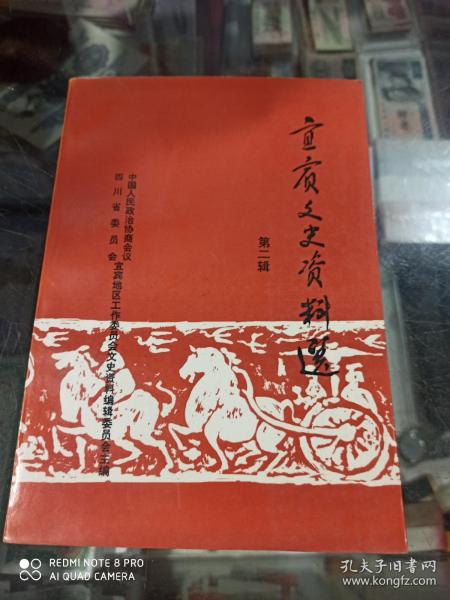 宜宾文史资料选
第二辑
中国人民政治协商会议
四川省委员会宜宾地区工作委员会文史资料编辑委员会主编
REDMI NOTE 8 PRO
AI QUAD CAMERA
孔夫子旧书网
www.kongfz.com